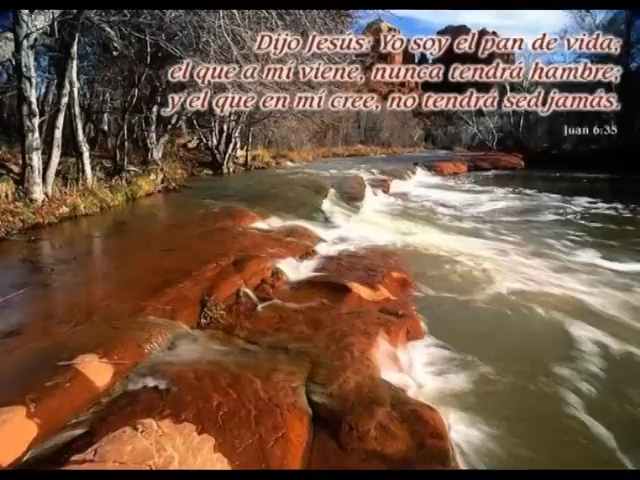 Dijo Jesús: Yo soy el pan de vida;
el que a mí viene, nunca tendrá hambre;
y el que en mí cree, no tendrá sed jamás.
Juan 6:35